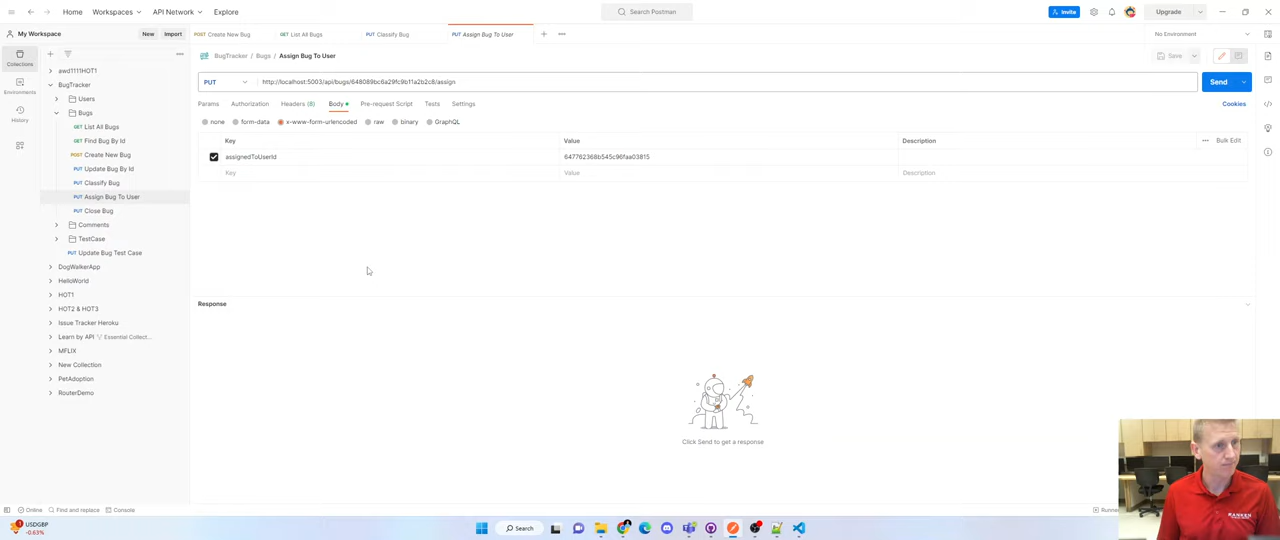 Home Workspaces API Network Explore Search Postman Invite Upgrade
My Workspace New Import
POST Create New Bug GET List All Bugs PUT Classify Bug PUT Assign Bug To User No Environment
Collections
Environments
History
awd1111HOT1
BugTracker
Users
Bugs
GET List All Bugs
GET Find Bug By Id
POST Create New Bug
PUT Update Bug By Id
PUT Classify Bug
PUT Assign Bug To User
PUT Close Bug
Comments
TestCase
PUT Update Bug Test Case
DogWalkerApp
HelloWorld
HOT1
HOT2 & HOT3
Issue Tracker Heroku
Learn by API Essential Collect...
MFLIX
New Collection
PetAdoption
RouterDemo
BugTracker / Bugs / Assign Bug To User Save
PUT http://localhost:5003/api/bugs/648089bc6a29fc9b11a2b2c8/assign Send
Params Authorization Headers (8) Body Pre-request Script Tests Settings Cookies
none form-data x-www-form-urlencoded raw binary GraphQL
Key Value Description Bulk Edit
assignedToUserId 647762368b545c96faa03815
Key Value Description
Response
Click Send to get a response
Online Find and replace Console Runner
USDGBP
-0.63%
Search
RANKEN